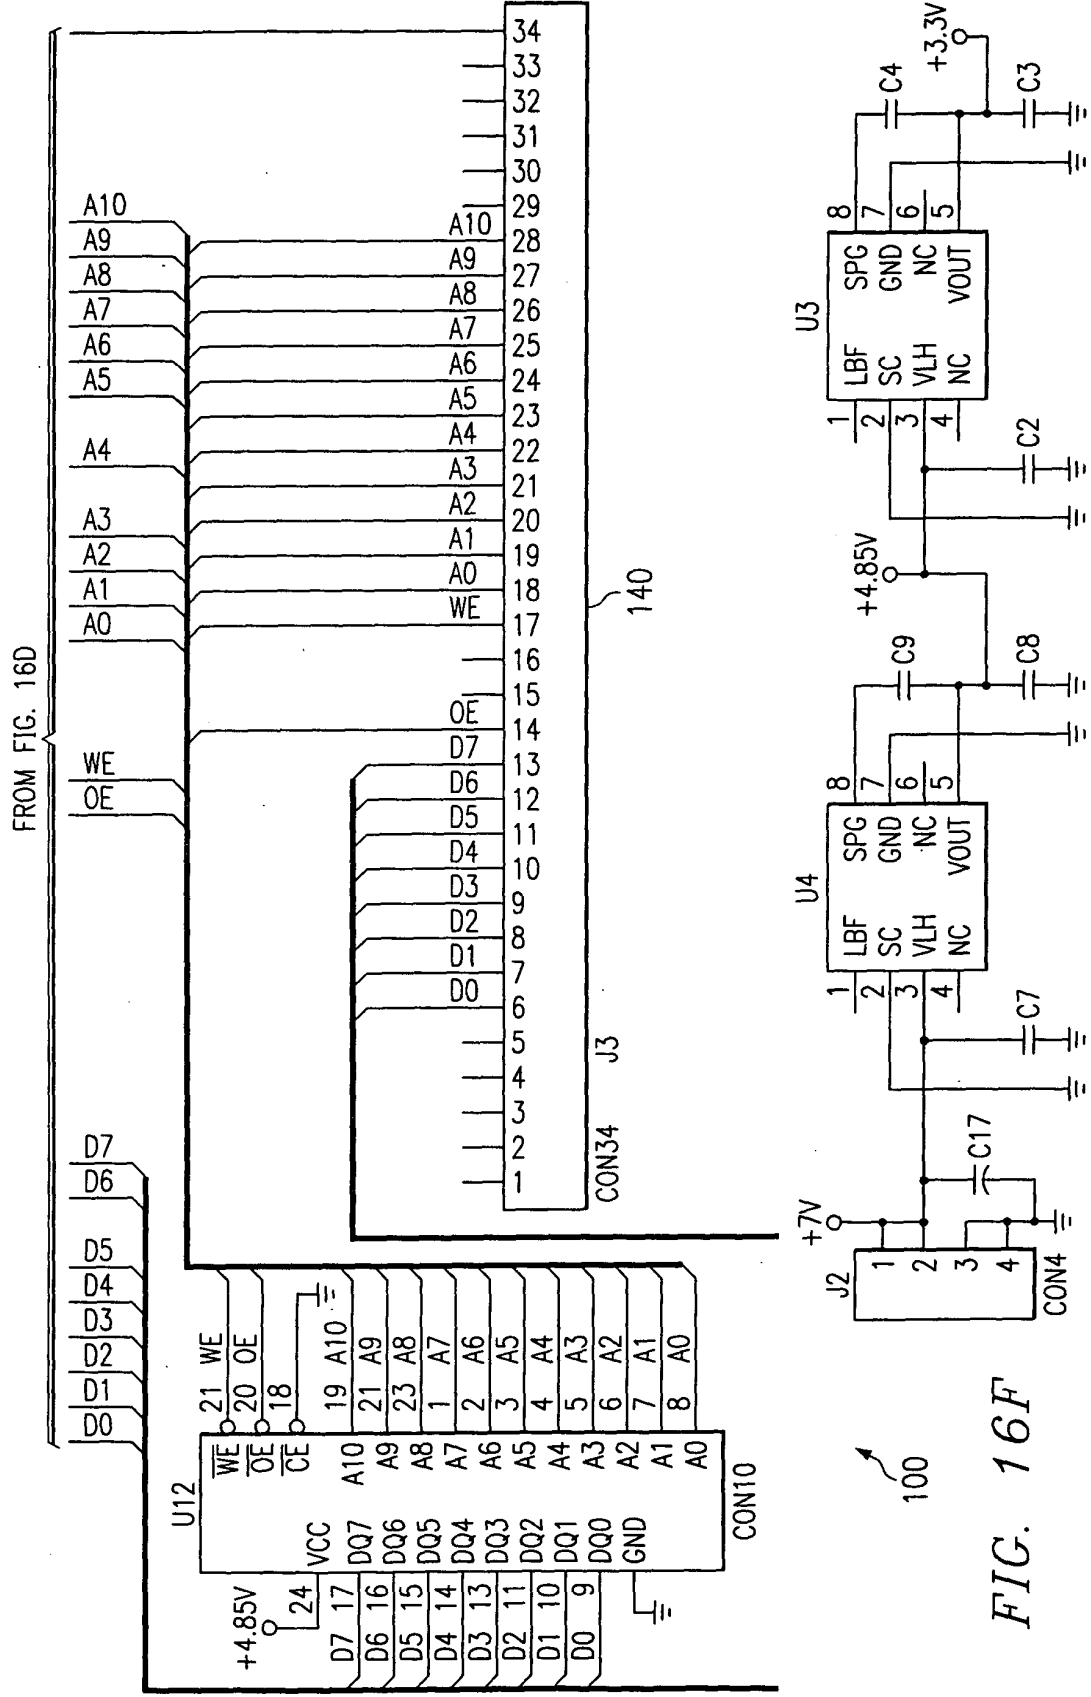 FROM FIG. 16D
D0
D1
D2
D3
D4
D5
D6
D7
OE
WE
A0
A1
A2
A3
A4
A5
A6
A7
A8
A9
A10
U12
+4.85V
24
VCC
D7 17 DQ7
D6 16 DQ6
D5 15 DQ5
D4 14 DQ4
D3 13 DQ3
D2 11 DQ2
D1 10 DQ1
D0 9 DQ0
GND
WE 21 WE
OE 20 OE
CE 18
A10 19 A10
A9 21 A9
A8 23 A8
A7 1 A7
A6 2 A6
A5 3 A5
A4 4 A4
A3 5 A3
A2 6 A2
A1 7 A1
A0 8 A0
CON10
1
2
3
4
5
D0 6
D1 7
D2 8
D3 9
D4 10
D5 11
D6 12
D7 13
OE 14
15
16
WE 17
A0 18
A1 19
A2 20
A3 21
A4 22
A5 23
A6 24
A7 25
A8 26
A9 27
A10 28
29
30
31
32
33
34
CON34
J3
140
J2
+7V
1
2
3
4
CON4
C17
C7
U4
1 LBF SPG 8
2 SC GND 7
3 VLH NC 6
4 NC VOUT 5
C9
C8
+4.85V
C2
U3
1 LBF SPG 8
2 SC GND 7
3 VLH NC 6
4 NC VOUT 5
C4
C3
+3.3V
100
FIG. 16F